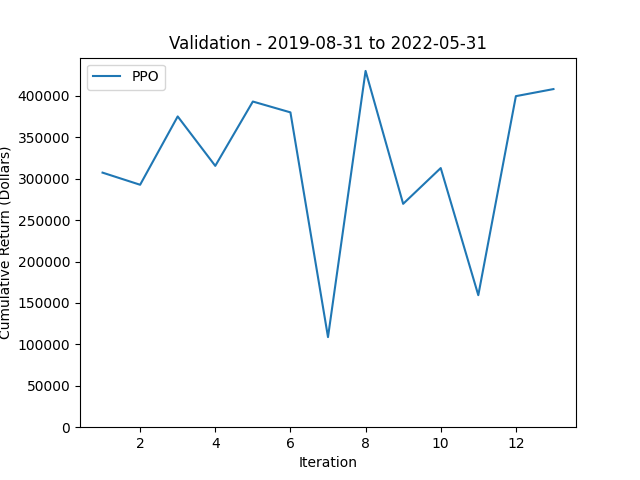 Validation - 2019-08-31 to 2022-05-31
PPO
400000
350000
300000
250000
200000
150000
100000
50000
0
Cumulative Return (Dollars)
2 4 6 8 10 12
Iteration